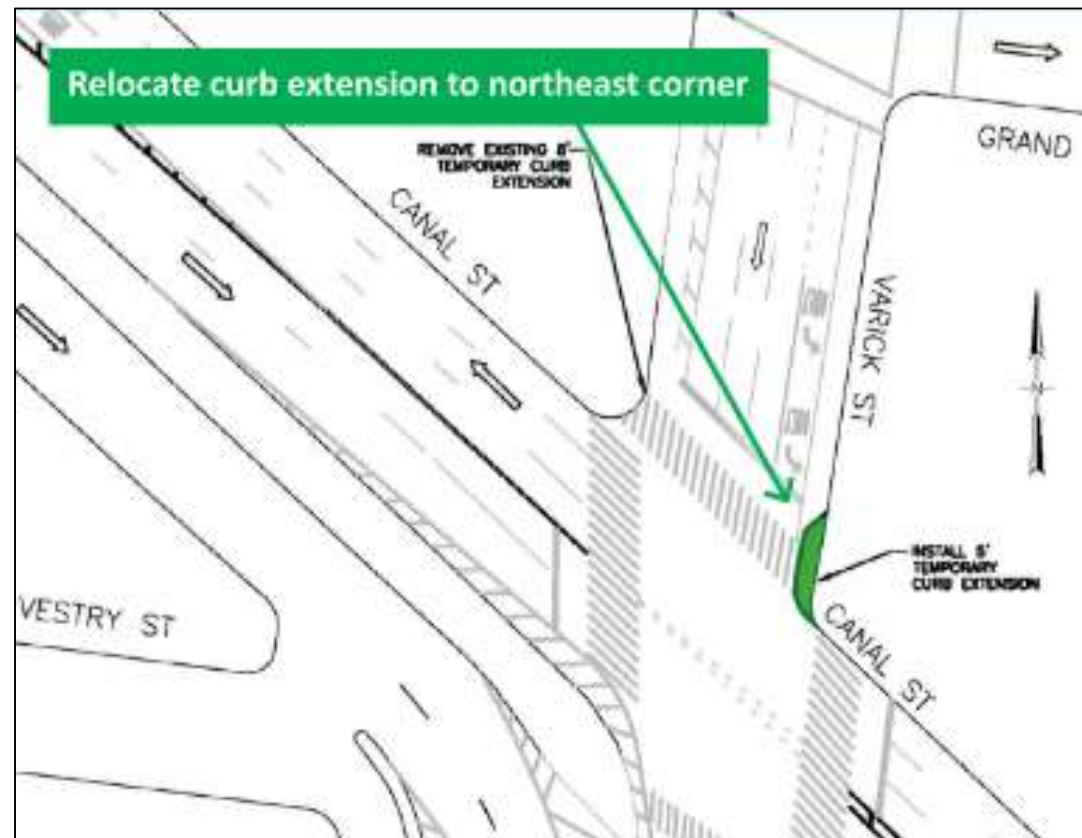 Relocate curb extension to northeast corner
REMOVE EXISTING 8'
TEMPORARY CURB
EXTENSION
GRAND
CANAL ST
VARICK ST
N
INSTALL 5'
TEMPORARY
CURB EXTENSION
VESTRY ST
CANAL ST